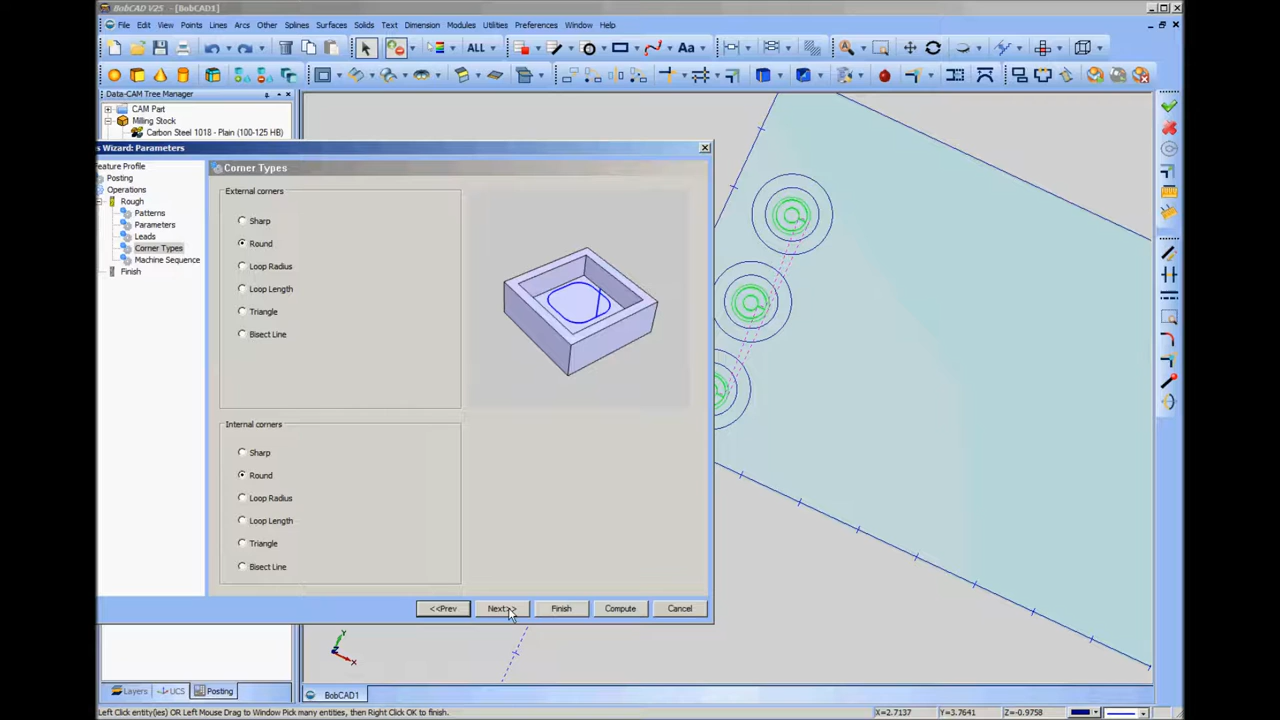 BobCAD V25 - [BobCAD1]
File Edit View Points Lines Arcs Other Splines Surfaces Solids Text Dimension Modules Utilities Preferences Window Help
ALL
Aa
Data-CAM Tree Manager
CAM Part
Milling Stock
Carbon Steel 1018 - Plain (100-125 HB)
s Wizard: Parameters
eature Profile
Posting
Operations
Rough
Patterns
Parameters
Leads
Corner Types
Machine Sequence
Finish
Corner Types
External corners
Sharp
Round
Loop Radius
Loop Length
Triangle
Bisect Line
Internal corners
Sharp
Round
Loop Radius
Loop Length
Triangle
Bisect Line
<<Prev Next>> Finish Compute Cancel
Y
X
Layers UCS Posting
BobCAD1
Left Click entity(ies) OR Left Mouse Drag to Window Pick many entities, then Right Click OK to finish.
X=2.7137 Y=3.7641 Z=-0.9758